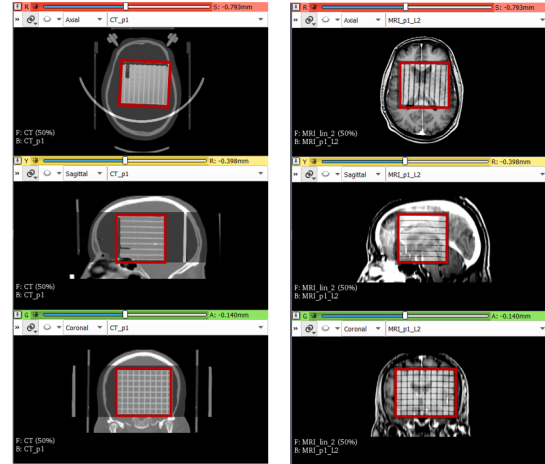 R S: -0.793mm
» Axial CT_p1
F: CT (50%)
B: CT_p1
Y R: -0.398mm
» Sagittal CT_p1
F: CT (50%)
B: CT_p1
G A: -0.140mm
» Coronal CT_p1
F: CT (50%)
B: CT_p1
R S: -0.793mm
» Axial MRI_p1_L2
F: MRI_lin_2 (50%)
B: MRI_p1_L2
Y R: -0.398mm
» Sagittal MRI_p1_L2
F: MRI_lin_2 (50%)
B: MRI_p1_L2
G A: -0.140mm
» Coronal MRI_p1_L2
F: MRI_lin_2 (50%)
B: MRI_p1_L2